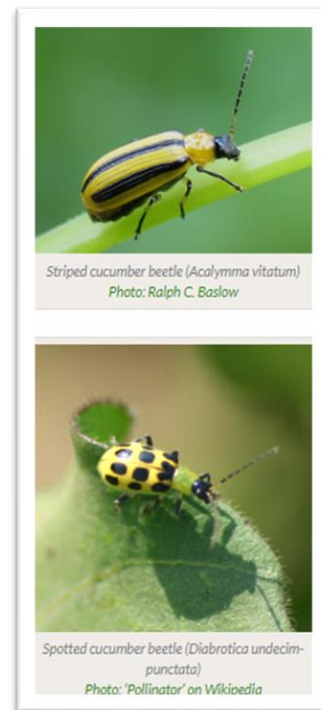 Striped cucumber beetle (Acalymma vitatum)
Photo: Ralph C. Baslow
Spotted cucumber beetle (Diabrotica undecim-
punctata)
Photo: 'Pollinator' on Wikipedia